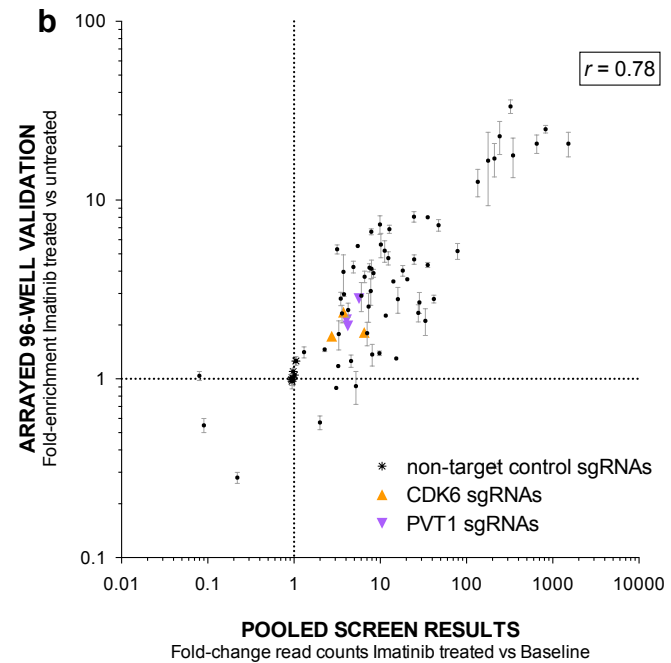 b
r = 0.78
100
10
1
0.1
ARRAYED 96-WELL VALIDATION
Fold-enrichment Imatinib treated vs untreated
non-target control sgRNAs
CDK6 sgRNAs
PVT1 sgRNAs
0.01 0.1 1 10 100 1000 10000
POOLED SCREEN RESULTS
Fold-change read counts Imatinib treated vs Baseline